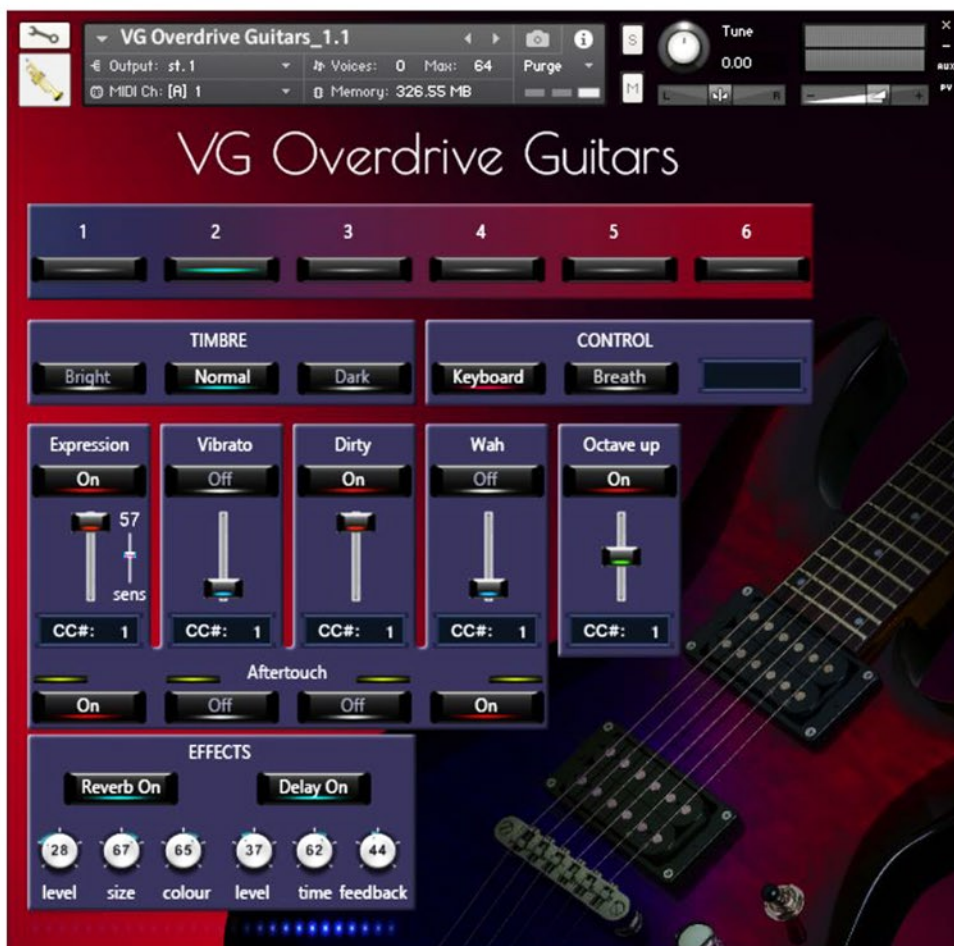 VG Overdrive Guitars_1.1
Output: st.1 Voices: 0 Max: 64 Purge
MIDI Ch: [A] 1 Memory: 326.55 MB
S
M
Tune
0.00
L R
- +
×
-
AUX
PV
VG Overdrive Guitars
1 2 3 4 5 6
TIMBRE
Bright Normal Dark
CONTROL
Keyboard Breath
Expression Vibrato Dirty Wah Octave up
On Off On Off On
57
sens
CC#: 1 CC#: 1 CC#: 1 CC#: 1 CC#: 1
Aftertouch
On Off Off On
EFFECTS
Reverb On Delay On
28 67 65 37 62 44
level size colour level time feedback